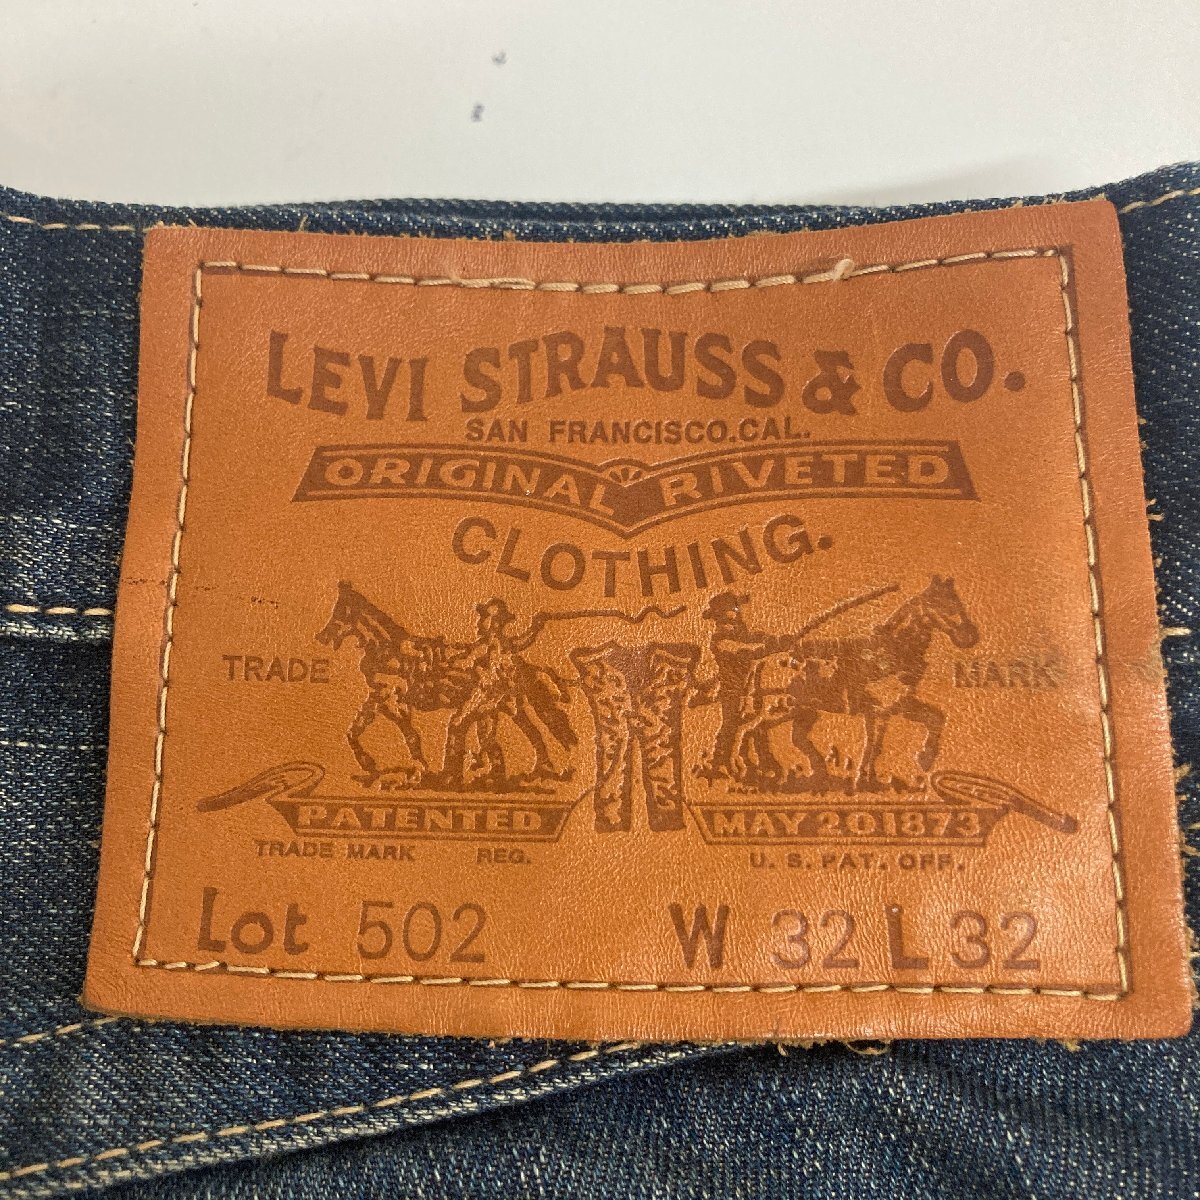 LEVI STRAUSS & CO.
SAN FRANCISCO.CAL.
ORIGINAL RIVETED
CLOTHING.
TRADE MARK
PATENTED MAY 20 1873
TRADE MARK REG. U. S. PAT. OFF.
Lot 502 W 32 L 32